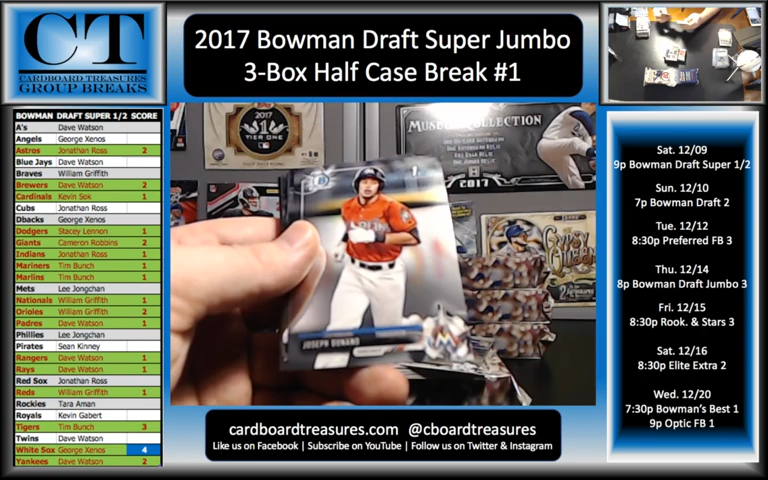 CT
CARDBOARD TREASURES
GROUP BREAKS
2017 Bowman Draft Super Jumbo
3-Box Half Case Break #1
BOWMAN DRAFT SUPER 1/2 SCORE
A's Dave Watson
Angels George Xenos
Astros Jonathan Ross 2
Blue Jays Dave Watson
Braves William Griffith
Brewers Dave Watson 2
Cardinals Kevin Sok 1
Cubs Jonathan Ross
Dbacks George Xenos
Dodgers Stacey Lennon 1
Giants Cameron Robbins 2
Indians Jonathan Ross 1
Mariners Tim Bunch 1
Marlins Tim Bunch 1
Mets Lee Jongchan
Nationals William Griffith 1
Orioles William Griffith 2
Padres Dave Watson 1
Phillies Lee Jongchan
Pirates Sean Kinney
Rangers Dave Watson 1
Rays Dave Watson 1
Red Sox Jonathan Ross
Reds William Griffith 1
Rockies Tara Aman
Royals Kevin Gabert
Tigers Tim Bunch 3
Twins Dave Watson
White Sox George Xenos 4
Yankees Dave Watson 2
2017
TIER ONE
MUSEUM COLLECTION
2017
GYPSY
QUEEN
2 AUTOGRAPHS
JOSEPH DUNAND
Sat. 12/09
9p Bowman Draft Super 1/2
Sun. 12/10
7p Bowman Draft 2
Tue. 12/12
8:30p Preferred FB 3
Thu. 12/14
8p Bowman Draft Jumbo 3
Fri. 12/15
8:30p Rook. & Stars 3
Sat. 12/16
8:30p Elite Extra 2
Wed. 12/20
7:30p Bowman's Best 1
9p Optic FB 1
cardboardtreasures.com @cboardtreasures
Like us on Facebook | Subscribe on YouTube | Follow us on Twitter & Instagram